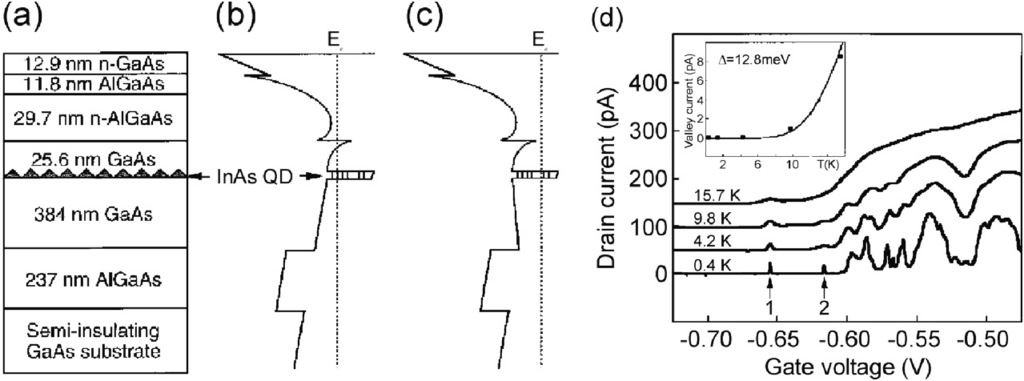 (a)
12.9 nm n-GaAs
11.8 nm AlGaAs
29.7 nm n-AlGaAs
25.6 nm GaAs
384 nm GaAs
237 nm AlGaAs
Semi-insulating
GaAs substrate
InAs QD
(b)
E
(c)
E
(d)
Drain current (pA)
400
300
200
100
0
15.7 K
9.8 K
4.2 K
0.4 K
1
2
-0.70
-0.65
-0.60
-0.55
-0.50
Gate voltage (V)
Δ=12.8meV
Valley current (pA)
8
6
4
2
0
2
6
10
T(K)